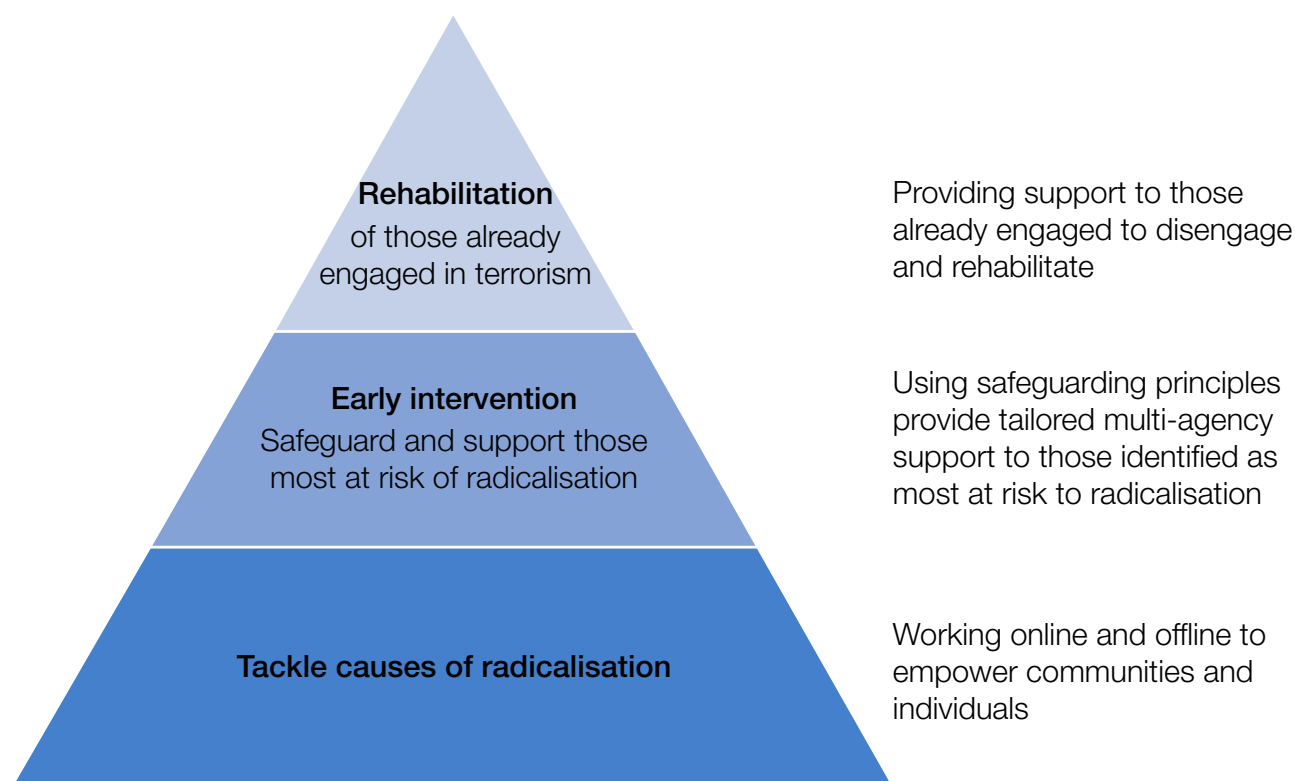 Rehabilitation
of those already
engaged in terrorism
Providing support to those
already engaged to disengage
and rehabilitate
Early intervention
Safeguard and support those
most at risk of radicalisation
Using safeguarding principles
provide tailored multi-agency
support to those identified as
most at risk to radicalisation
Tackle causes of radicalisation
Working online and offline to
empower communities and
individuals